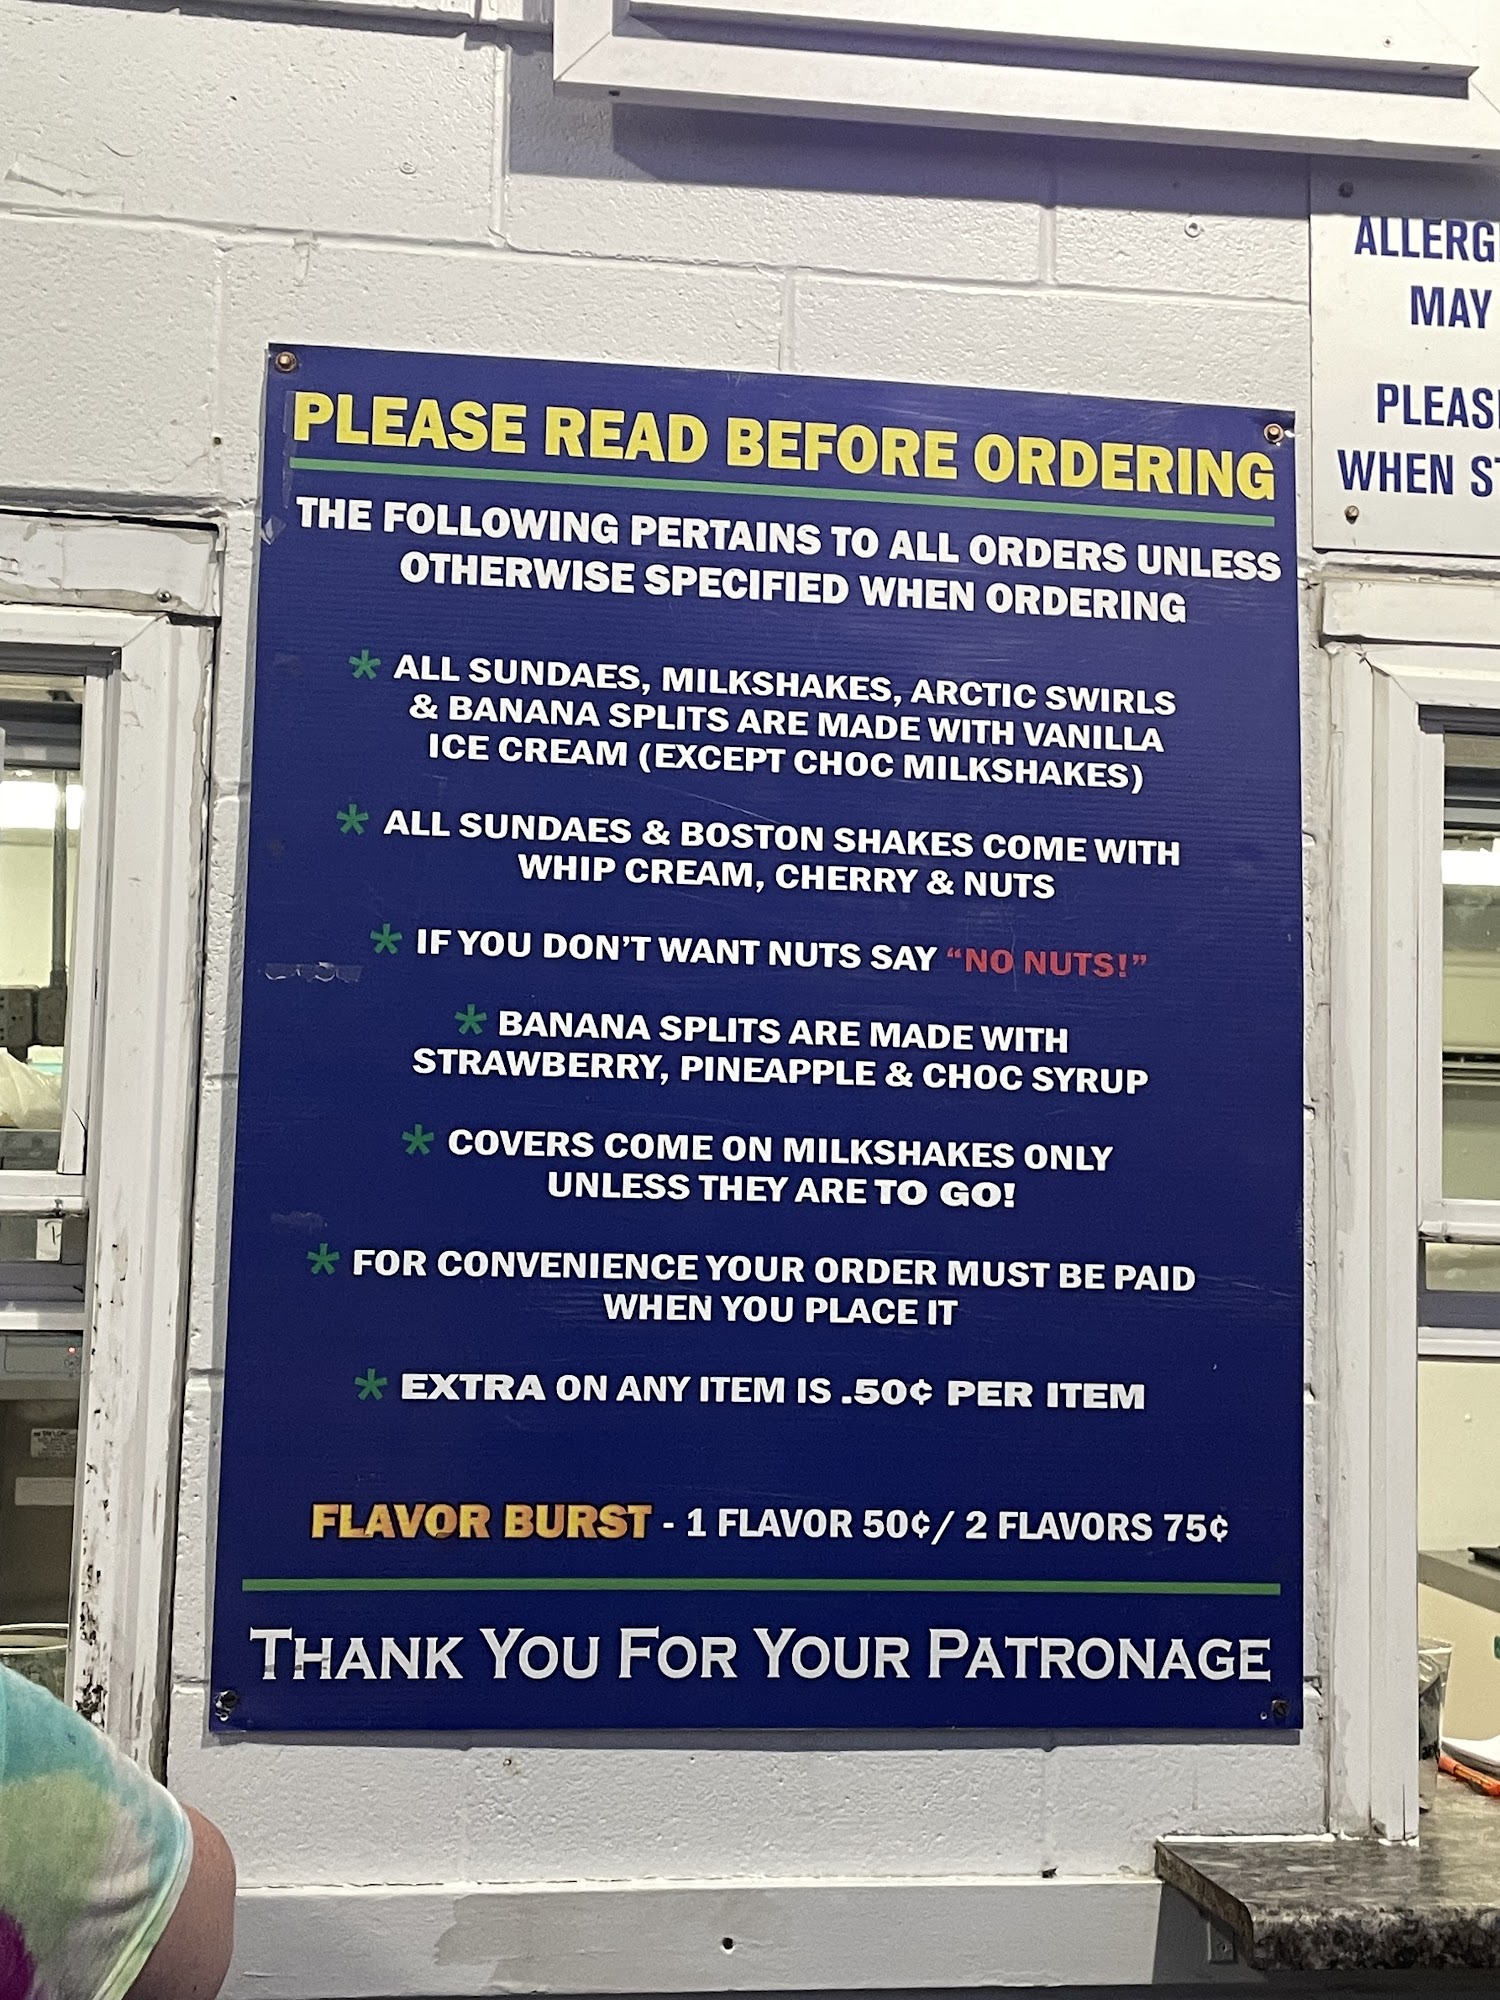 PLEASE READ BEFORE ORDERING
THE FOLLOWING PERTAINS TO ALL ORDERS UNLESS
OTHERWISE SPECIFIED WHEN ORDERING
* ALL SUNDAES, MILKSHAKES, ARCTIC SWIRLS
& BANANA SPLITS ARE MADE WITH VANILLA
ICE CREAM (EXCEPT CHOC MILKSHAKES)
* ALL SUNDAES & BOSTON SHAKES COME WITH
WHIP CREAM, CHERRY & NUTS
* IF YOU DON'T WANT NUTS SAY "NO NUTS!"
* BANANA SPLITS ARE MADE WITH
STRAWBERRY, PINEAPPLE & CHOC SYRUP
* COVERS COME ON MILKSHAKES ONLY
UNLESS THEY ARE TO GO!
* FOR CONVENIENCE YOUR ORDER MUST BE PAID
WHEN YOU PLACE IT
* EXTRA ON ANY ITEM IS .50¢ PER ITEM
FLAVOR BURST - 1 FLAVOR 50¢/ 2 FLAVORS 75¢
THANK YOU FOR YOUR PATRONAGE
ALLERG
MAY
PLEAS
WHEN ST